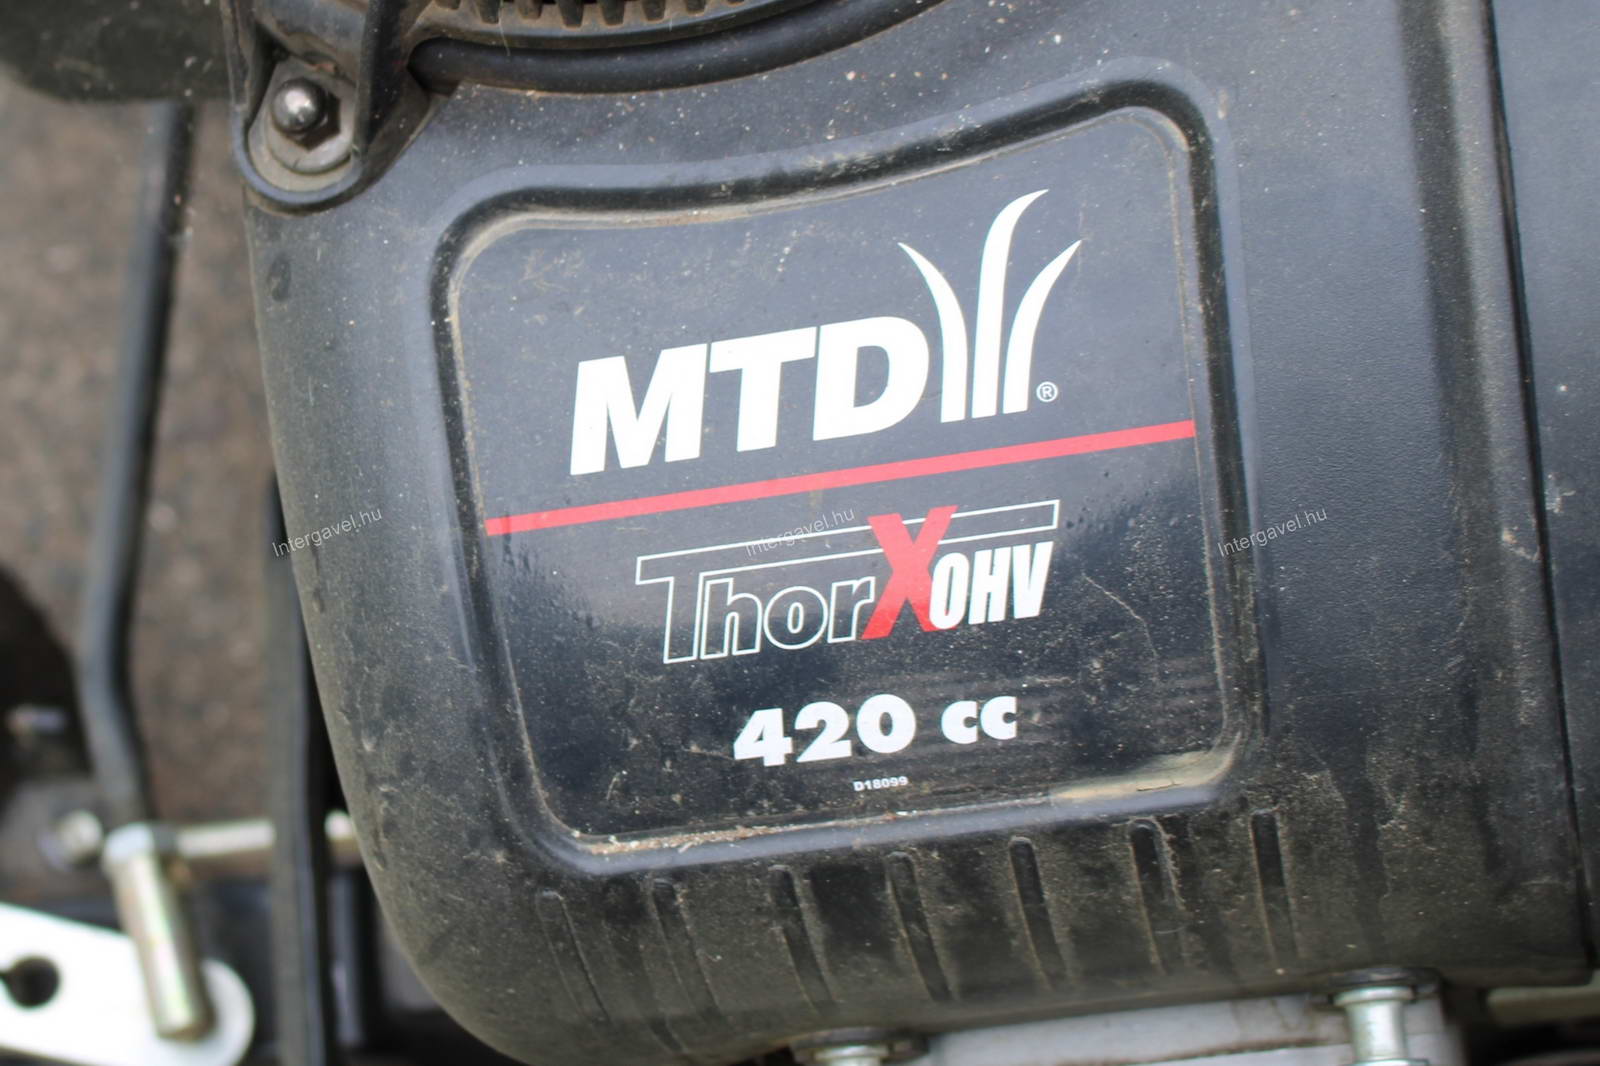 MTD®
Intergavel.hu Intergavel.hu Intergavel.hu
ThorX OHV
420 cc
D18099